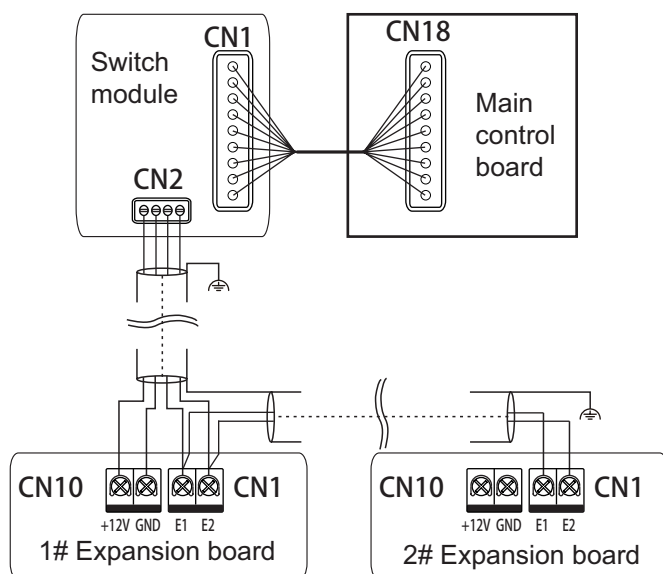 CN1
CN18
Switch
module
Main
control
board
CN2
CN10
CN1
+12V GND E1 E2
1# Expansion board
CN10
CN1
+12V GND E1 E2
2# Expansion board